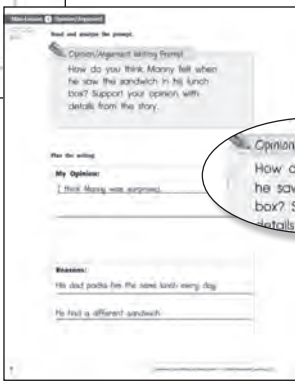 Mini-Lesson 4 Opinion/Argument
Read and analyze the prompt.
Opinion/Argument Writing Prompt
How do you think Manny felt when
he saw the sandwich in his lunch
box? Support your opinion with
details from the story.
Plan the writing.
My Opinion:
I think Manny was surprised.
Reasons:
His dad packs him the same lunch every day.
He had a different sandwich.
Opinion
How d
he sav
box? S
details